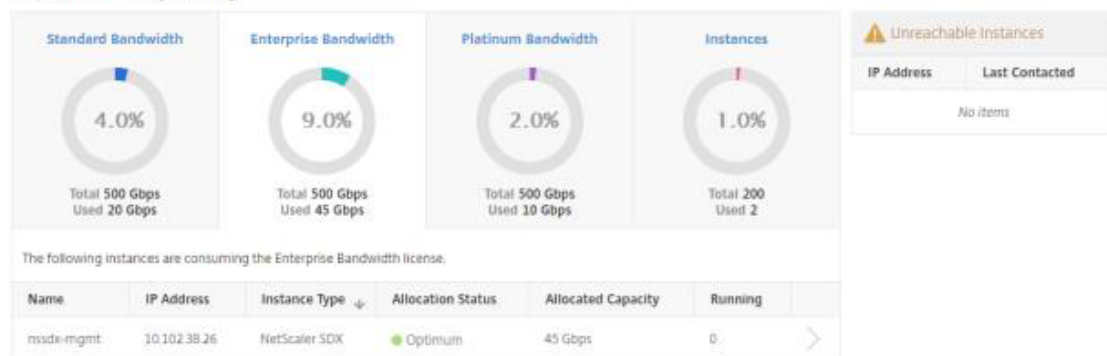 Standard Bandwidth Enterprise Bandwidth Platinum Bandwidth Instances
4.0% 9.0% 2.0% 1.0%
Total 500 Gbps Total 500 Gbps Total 500 Gbps Total 200
Used 20 Gbps Used 45 Gbps Used 10 Gbps Used 2
Unreachable Instances
IP Address Last Contacted
No items
The following instances are consuming the Enterprise Bandwidth license.
Name IP Address Instance Type Allocation Status Allocated Capacity Running
nssdx-mgmt 10.102.38.26 NetScaler SDX Optimum 45 Gbps 0